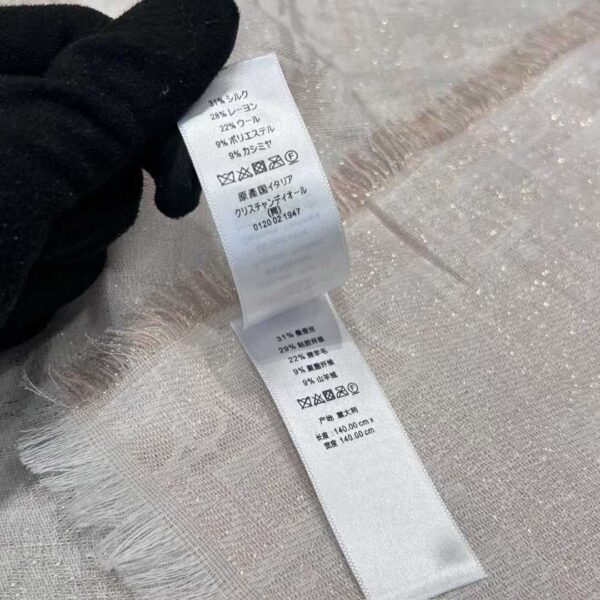 31% シルク
28% レーヨン
22% ウール
9% ポリエステル
9% カシミヤ
原産国イタリア
クリスチャンディオール
(同)
0120 02 1947
31% 桑蚕丝
29% 粘胶纤维
22% 绵羊毛
9% 聚酯纤维
9% 山羊绒
产地 意大利
长度 :140.00 cm x
宽度 140.00 cm